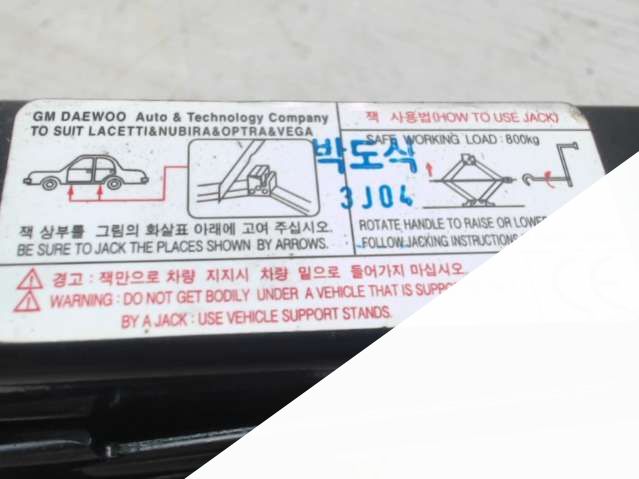 GM DAEWOO Auto & Technology Company
TO SUIT LACETTI&NUBIRA&OPTRA&VEGA
잭 상부를 그림의 화살표 아래에 고여 주십시오.
BE SURE TO JACK THE PLACES SHOWN BY ARROWS.
잭 사용법(HOW TO USE JACK)
SAFE WORKING LOAD : 800kg
박도식
3J04
ROTATE HANDLE TO RAISE OR
FOLLOW JACKING INSTRUCTIONS
경고 : 잭만으로 차량 지지시 차량 밑으로 들어가지 마십시오
WARNING : DO NOT GET BODILY UNDER A VEHICLE THAT IS
BY A JACK : USE VEHICLE SUPPORT STANDS.